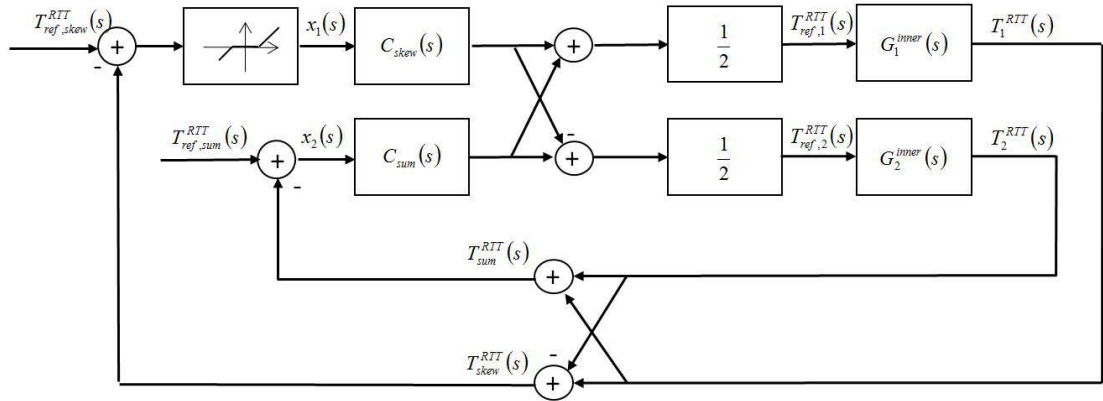 T_{ref,skew}^{RTT}(s)
+
-
x_1(s)
C_{skew}(s)
+
1/2
T_{ref,1}^{RTT}(s)
G_1^{inner}(s)
T_1^{RTT}(s)
T_{ref,sum}^{RTT}(s)
+
-
x_2(s)
C_{sum}(s)
-
+
1/2
T_{ref,2}^{RTT}(s)
G_2^{inner}(s)
T_2^{RTT}(s)
T_{sum}^{RTT}(s)
+
T_{skew}^{RTT}(s)
-
+